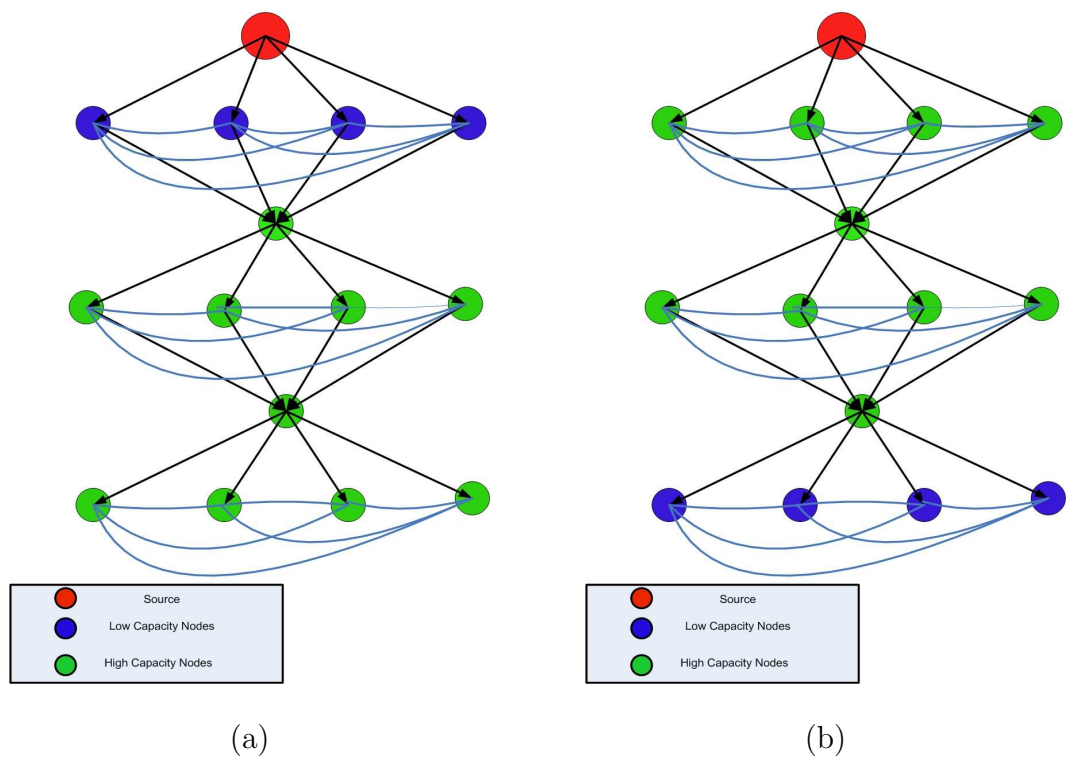 Source
Low Capacity Nodes
High Capacity Nodes
(a)
Source
Low Capacity Nodes
High Capacity Nodes
(b)